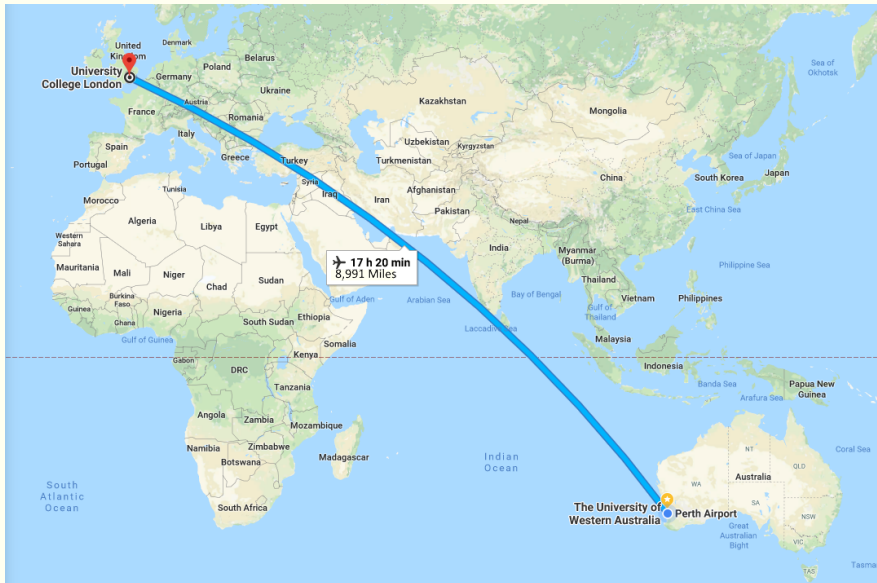 Sea of
Okhotsk
United
Kingdom
Denmark
Belarus
Poland
University
College London
Germany
Ukraine
Kazakhstan
Mongolia
Austria
France
Romania
Italy
Uzbekistan
Kyrgyzstan
Spain
Greece
Turkey
Turkmenistan
Sea of Japan
Portugal
Syria
China
South Korea
Japan
Tunisia
Afghanistan
Morocco
Iraq
Iran
Pakistan
East China Sea
Algeria
Libya
Egypt
Nepal
Western
Sahara
India
Myanmar
(Burma)
17 h 20 min
8,991 Miles
Philippine Sea
Mauritania
Mali
Niger
Chad
Sudan
Thailand
Burkina
Faso
Gulf of Aden
Arabian Sea
Bay of Bengal
Vietnam
Philippines
Guinea
Nigeria
Ghana
South Sudan
Ethiopia
Gulf of
Thailand
Laccadive Sea
Gulf of Guinea
Somalia
Malaysia
Gabon
Kenya
DRC
Indonesia
Tanzania
Banda Sea
Papua New
Guinea
Arafura Sea
Angola
Zambia
Mozambique
Namibia
Zimbabwe
Botswana
Madagascar
Indian
Ocean
NT
Coral Sea
QLD
WA
Australia
South
Atlantic
Ocean
South Africa
SA
The University of
Western Australia
Perth Airport
NSW
Great
Australian
Bight
VIC
TAS
Tasma